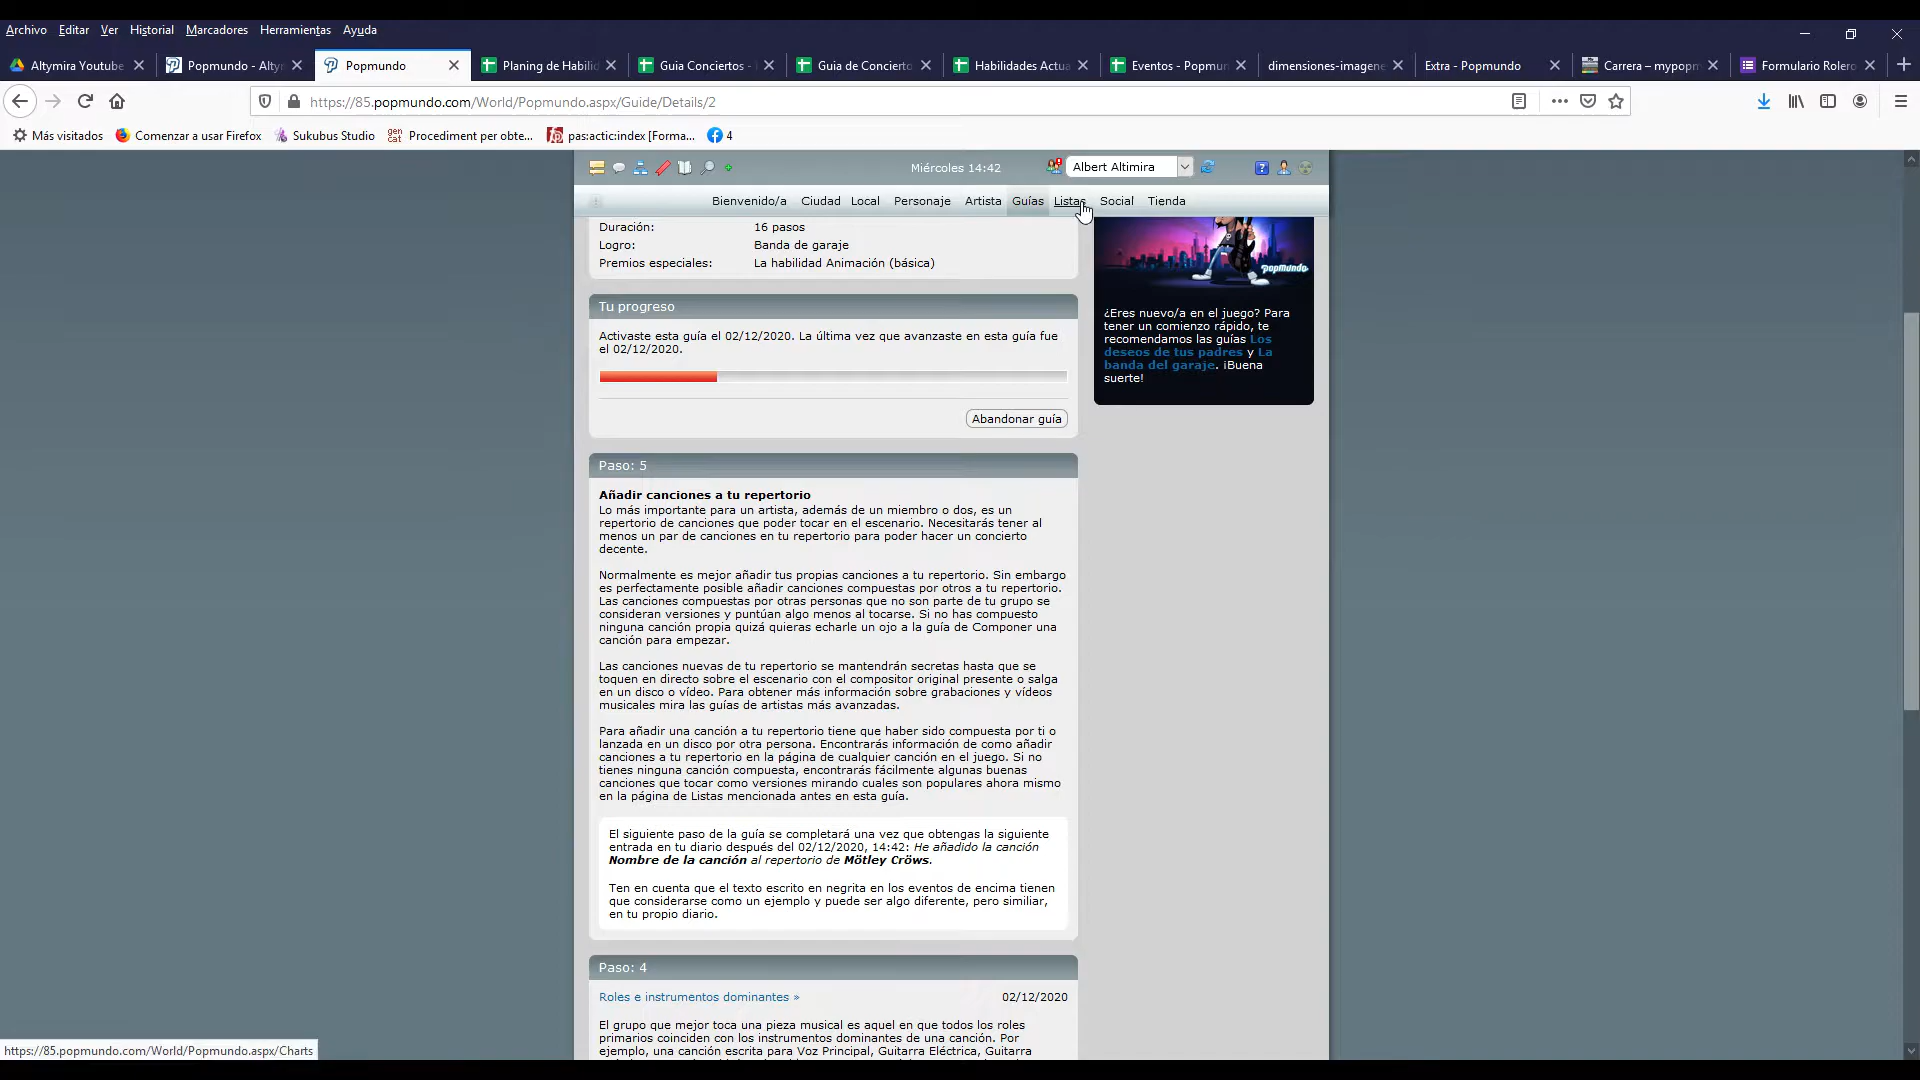 Archivo Editar Ver Historial Marcadores Herramientas Ayuda
Altymira Youtube Popmundo - Alty Popmundo Planing de Habilid Guia Conciertos - Guia de Concierto Habilidades Actua Eventos - Popmun dimensiones-imagene Extra - Popmundo Carrera – mypopm Formulario Rolero
https://85.popmundo.com/World/Popmundo.aspx/Guide/Details/2
Más visitados Comenzar a usar Firefox Sukubus Studio gen cat Procediment per obte... pas:actic:index [Forma... 4
Miércoles 14:42 Albert Altimira
Bienvenido/a Ciudad Local Personaje Artista Guías Listas Social Tienda
Duración: 16 pasos
Logro: Banda de garaje
Premios especiales: La habilidad Animación (básica)
Tu progreso
Activaste esta guía el 02/12/2020. La última vez que avanzaste en esta guía fue
el 02/12/2020.
Abandonar guía
popmundo
¿Eres nuevo/a en el juego? Para
tener un comienzo rápido, te
recomendamos las guías Los
deseos de tus padres y La
banda del garaje. ¡Buena
suerte!
Paso: 5
Añadir canciones a tu repertorio
Lo más importante para un artista, además de un miembro o dos, es un
repertorio de canciones que poder tocar en el escenario. Necesitarás tener al
menos un par de canciones en tu repertorio para poder hacer un concierto
decente.
Normalmente es mejor añadir tus propias canciones a tu repertorio. Sin embargo
es perfectamente posible añadir canciones compuestas por otros a tu repertorio.
Las canciones compuestas por otras personas que no son parte de tu grupo se
consideran versiones y puntúan algo menos al tocarse. Si no has compuesto
ninguna canción propia quizá quieras echarle un ojo a la guía de Componer una
canción para empezar.
Las canciones nuevas de tu repertorio se mantendrán secretas hasta que se
toquen en directo sobre el escenario con el compositor original presente o salga
en un disco o vídeo. Para obtener más información sobre grabaciones y vídeos
musicales mira las guías de artistas más avanzadas.
Para añadir una canción a tu repertorio tiene que haber sido compuesta por ti o
lanzada en un disco por otra persona. Encontrarás información de como añadir
canciones a tu repertorio en la página de cualquier canción en el juego. Si no
tienes ninguna canción compuesta, encontrarás fácilmente algunas buenas
canciones que tocar como versiones mirando cuales son populares ahora mismo
en la página de Listas mencionada antes en esta guía.
El siguiente paso de la guía se completará una vez que obtengas la siguiente
entrada en tu diario después del 02/12/2020, 14:42: He añadido la canción
Nombre de la canción al repertorio de Mötley Cröws.
Ten en cuenta que el texto escrito en negrita en los eventos de encima tienen
que considerarse como un ejemplo y puede ser algo diferente, pero similiar,
en tu propio diario.
Paso: 4
Roles e instrumentos dominantes » 02/12/2020
El grupo que mejor toca una pieza musical es aquel en que todos los roles
primarios coinciden con los instrumentos dominantes de una canción. Por
ejemplo, una canción escrita para Voz Principal, Guitarra Eléctrica, Guitarra
https://85.popmundo.com/World/Popmundo.aspx/Charts